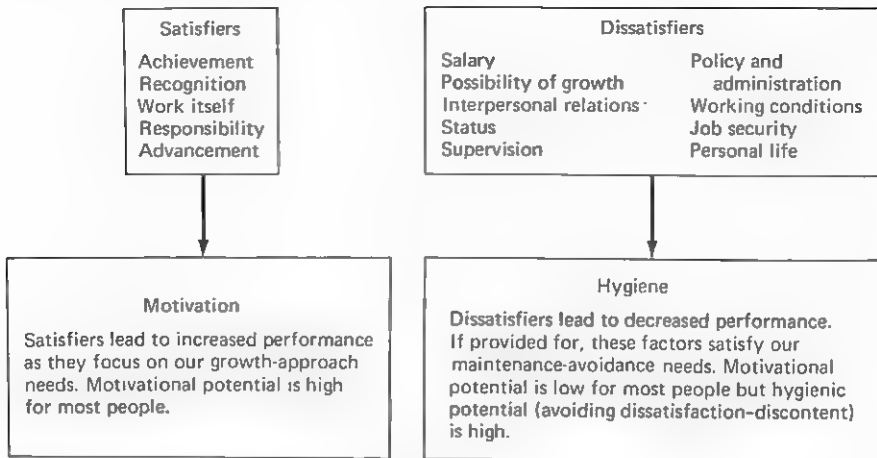 Satisfiers
Achievement
Recognition
Work itself
Responsibility
Advancement
Dissatisfiers
Salary
Possibility of growth
Interpersonal relations
Status
Supervision
Policy and
administration
Working conditions
Job security
Personal life
Motivation
Satisfiers lead to increased performance
as they focus on our growth-approach
needs. Motivational potential is high
for most people.
Hygiene
Dissatisfiers lead to decreased performance.
If provided for, these factors satisfy our
maintenance-avoidance needs. Motivational
potential is low for most people but hygienic
potential (avoiding dissatisfaction-discontent)
is high.